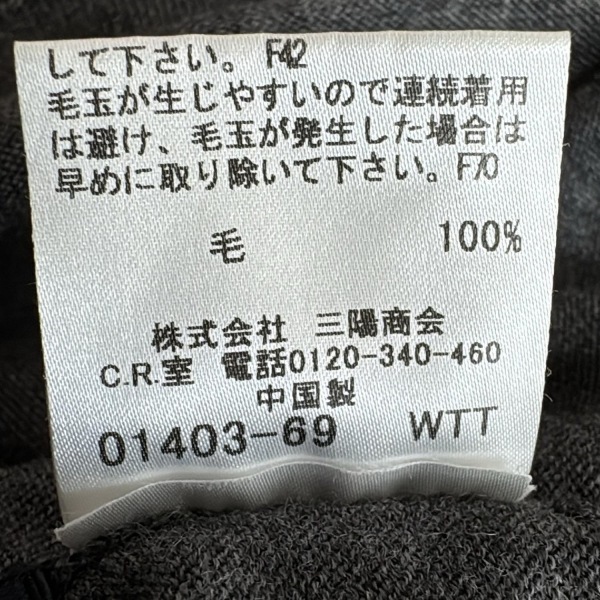 して下さい。 F42
毛玉が生じやすいので連続着用
は避け、毛玉が発生した場合は
早めに取り除いて下さい。F70
毛 100%
株式会社 三陽商会
C.R.室 電話0120-340-460
中国製
01403-69 WTT